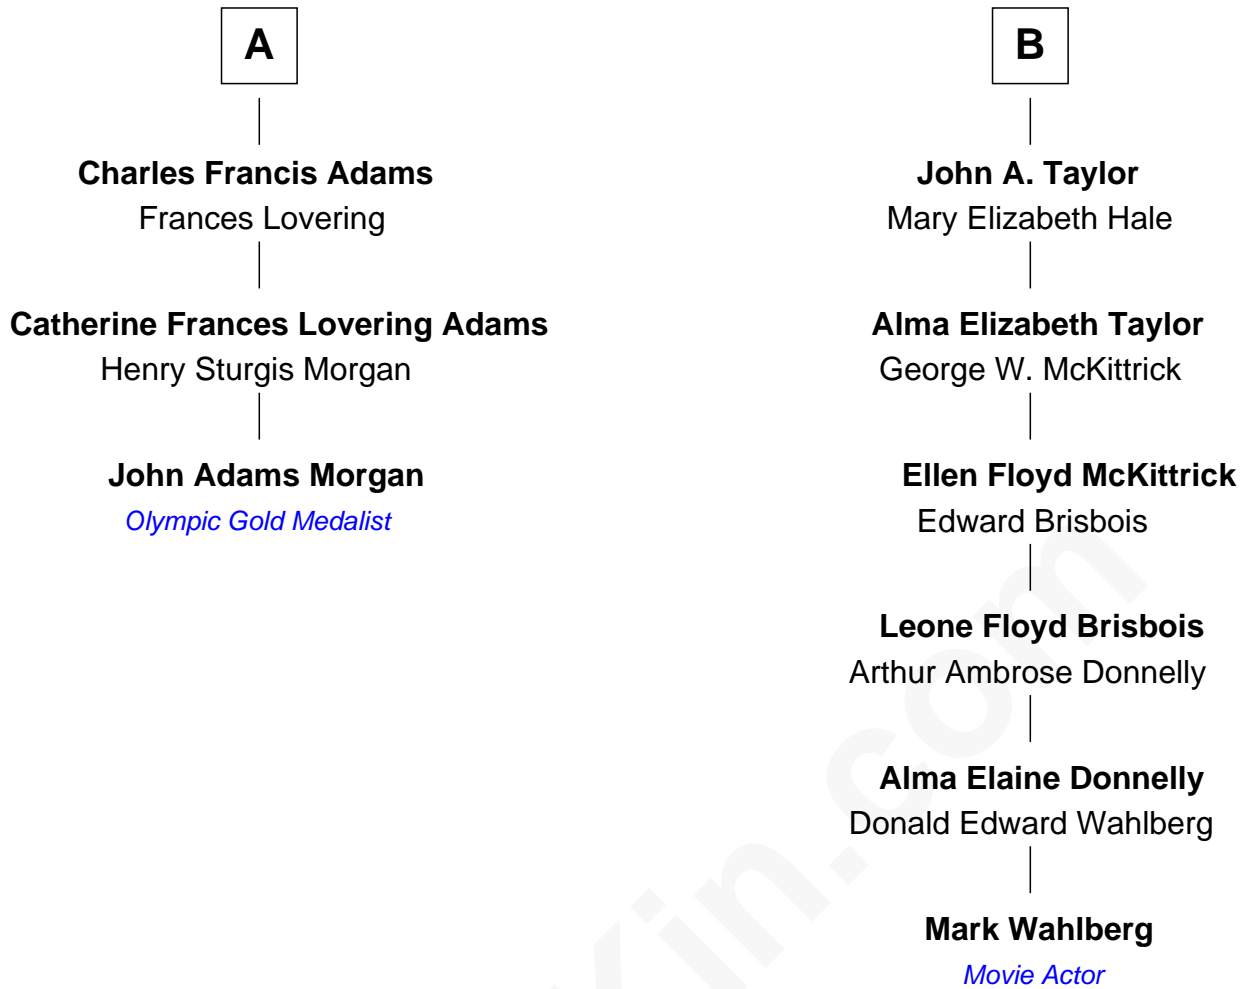 A
Charles Francis Adams
Frances Lovering
Catherine Frances Lovering Adams
Henry Sturgis Morgan
John Adams Morgan
Olympic Gold Medalist
B
John A. Taylor
Mary Elizabeth Hale
Alma Elizabeth Taylor
George W. McKittrick
Ellen Floyd McKittrick
Edward Brisbois
Leone Floyd Brisbois
Arthur Ambrose Donnelly
Alma Elaine Donnelly
Donald Edward Wahlberg
Mark Wahlberg
Movie Actor
Kin.com